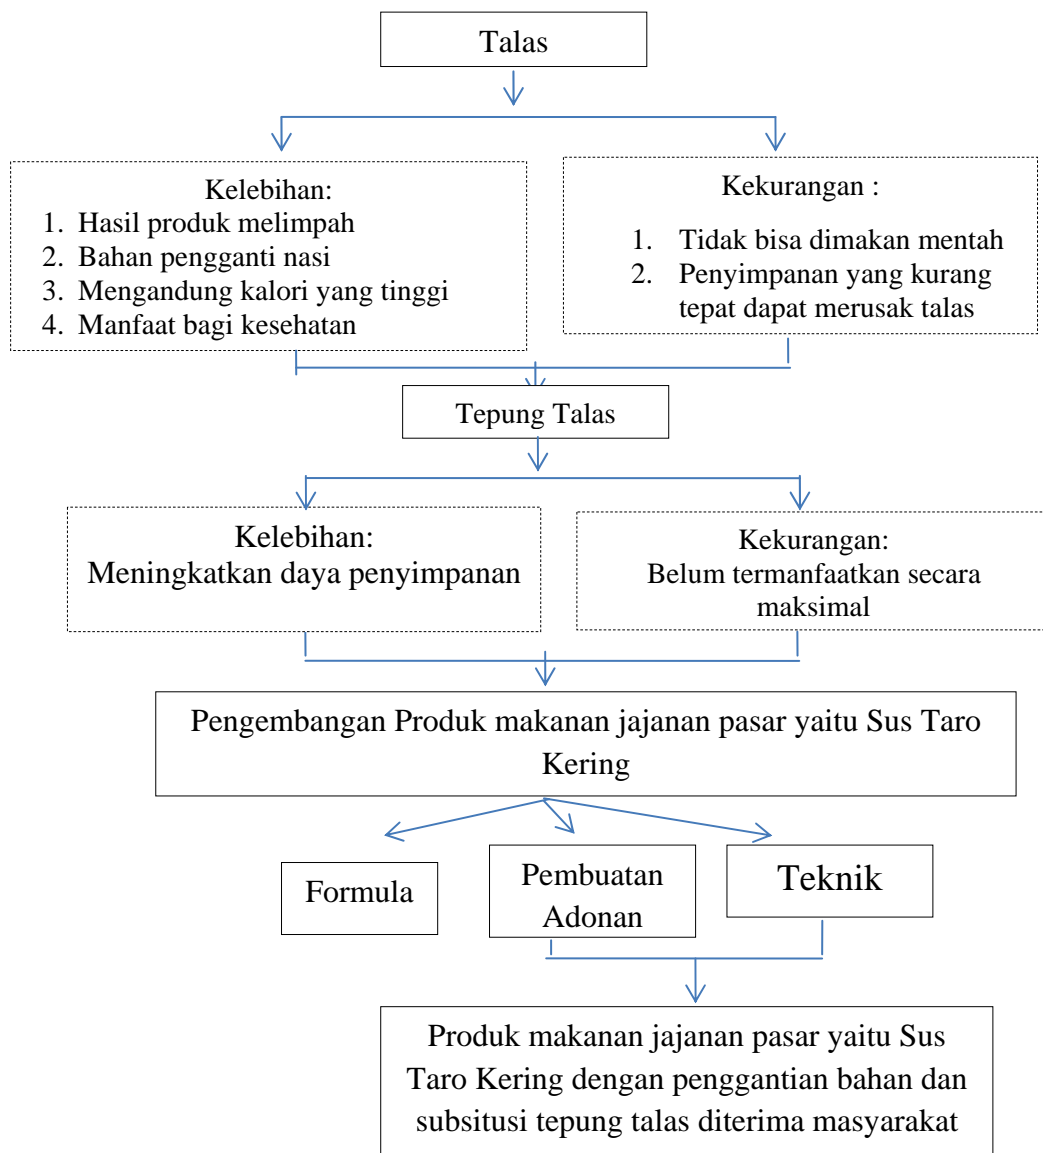 Talas
Kelebihan:
1. Hasil produk melimpah
2. Bahan pengganti nasi
3. Mengandung kalori yang tinggi
4. Manfaat bagi kesehatan
Kekurangan :
1. Tidak bisa dimakan mentah
2. Penyimpanan yang kurang
tepat dapat merusak talas
Tepung Talas
Kelebihan:
Meningkatkan daya penyimpanan
Kekurangan:
Belum termanfaatkan secara
maksimal
Pengembangan Produk makanan jajanan pasar yaitu Sus Taro
Kering
Formula
Pembuatan
Adonan
Teknik
Produk makanan jajanan pasar yaitu Sus
Taro Kering dengan penggantian bahan dan
subsitusi tepung talas diterima masyarakat